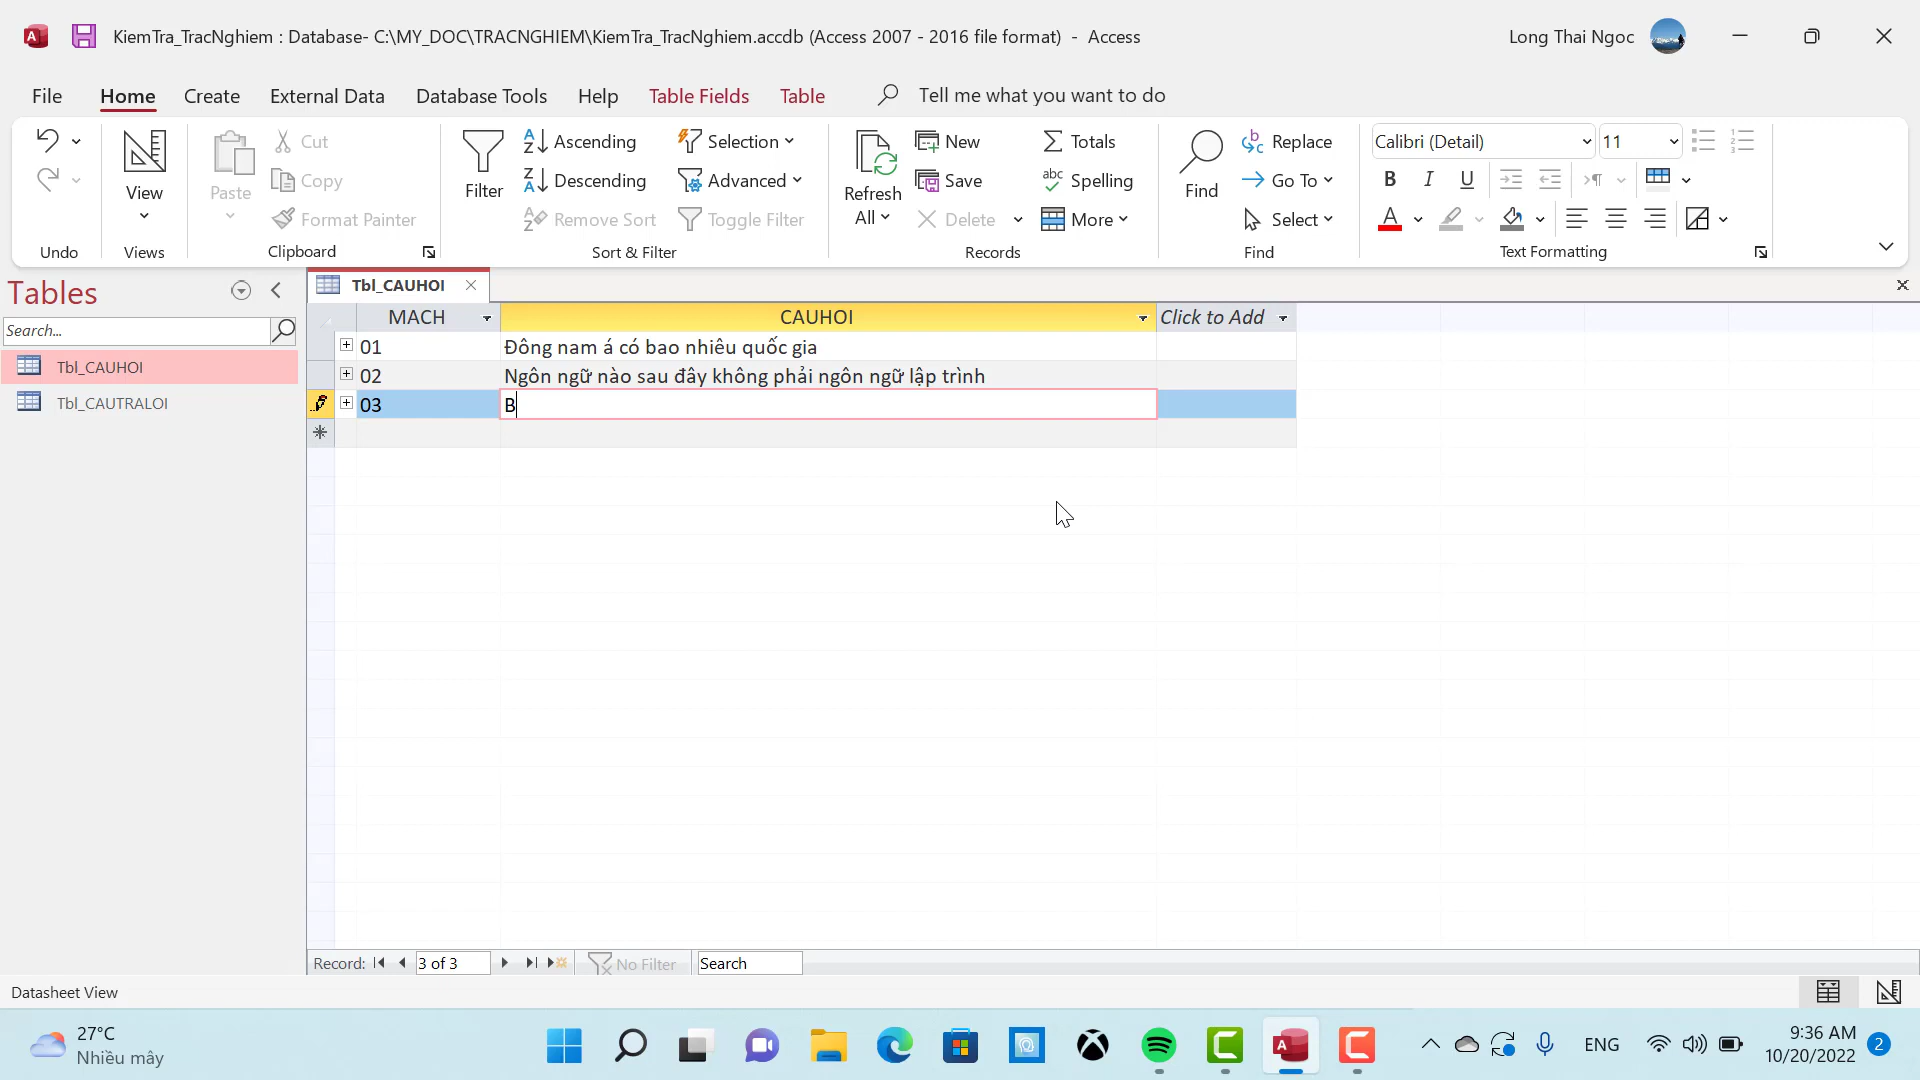 KiemTra_TracNghiem : Database- C:\MY_DOC\TRACNGHIEM\KiemTra_TracNghiem.accdb (Access 2007 - 2016 file format) - Access
Long Thai Ngoc
File Home Create External Data Database Tools Help Table Fields Table Tell me what you want to do
View
Paste
Cut
Copy
Format Painter
Filter
Ascending
Descending
Remove Sort
Selection
Advanced
Toggle Filter
Refresh
All
New
Save
Delete
Totals
Spelling
More
Find
Replace
Go To
Select
Calibri (Detail) 11
B I U
Undo Views Clipboard Sort & Filter Records Find Text Formatting
Tables
Search...
Tbl_CAUHOI
Tbl_CAUTRALOI
Tbl_CAUHOI
MACH CAUHOI Click to Add
01 Đông nam á có bao nhiêu quốc gia
02 Ngôn ngữ nào sau đây không phải ngôn ngữ lập trình
03 B
Record: 3 of 3 No Filter Search
Datasheet View
27°C
Nhiều mây
ENG
9:36 AM
10/20/2022
2